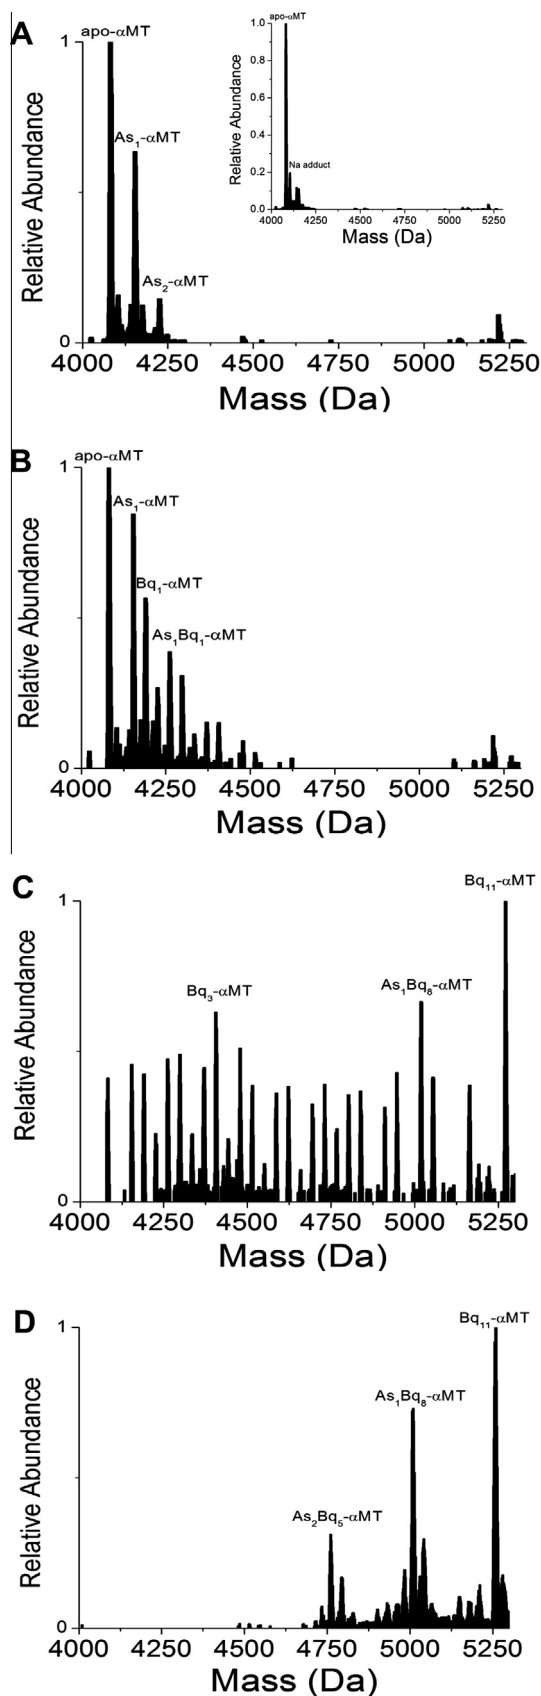 A
apo-αMT
1
As₁-αMT
As₂-αMT
Relative Abundance
0
4000 4250 4500 4750 5000 5250
Mass (Da)
apo-αMT
1.0
0.8
0.6
0.4
0.2
0.0
Na adduct
Relative Abundance
4000 4250 4500 4750 5000 5250
Mass (Da)
B
apo-αMT
1
As₁-αMT
Bq₁-αMT
As₁Bq₁-αMT
Relative Abundance
0
4000 4250 4500 4750 5000 5250
Mass (Da)
C
Bq₁₁-αMT
1
As₁Bq₈-αMT
Bq₃-αMT
Relative Abundance
0
4000 4250 4500 4750 5000 5250
Mass (Da)
D
Bq₁₁-αMT
1
As₁Bq₈-αMT
As₂Bq₅-αMT
Relative Abundance
0
4000 4250 4500 4750 5000 5250
Mass (Da)